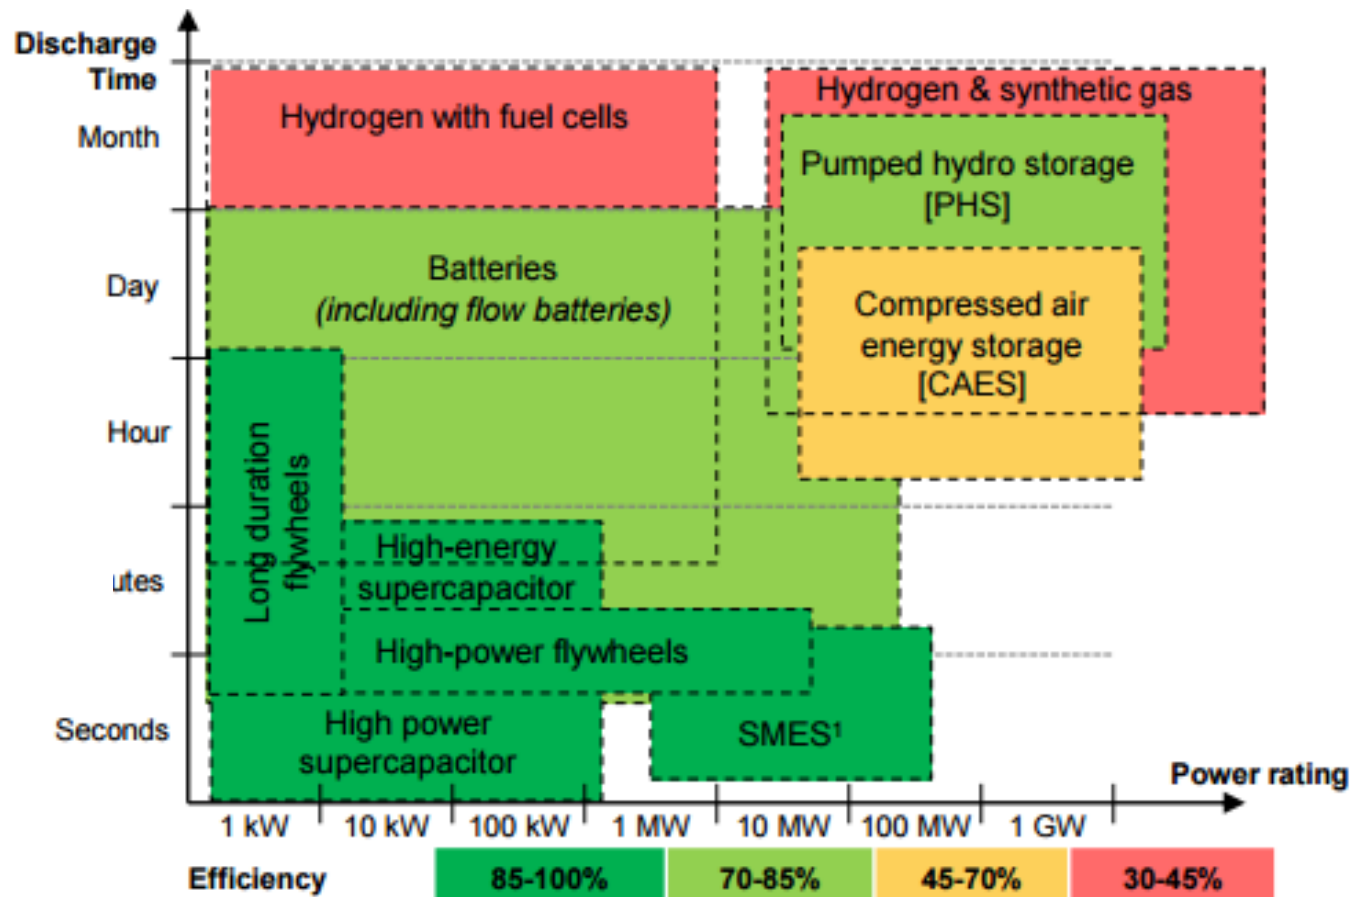 Discharge
Time
Month
Day
Hour
utes
Seconds
Hydrogen with fuel cells
Hydrogen & synthetic gas
Pumped hydro storage
[PHS]
Batteries
(including flow batteries)
Compressed air
energy storage
[CAES]
Long duration
flywheels
High-energy
supercapacitor
High-power flywheels
High power
supercapacitor
SMES¹
Power rating
1 kW 10 kW 100 kW 1 MW 10 MW 100 MW 1 GW
Efficiency 85-100% 70-85% 45-70% 30-45%